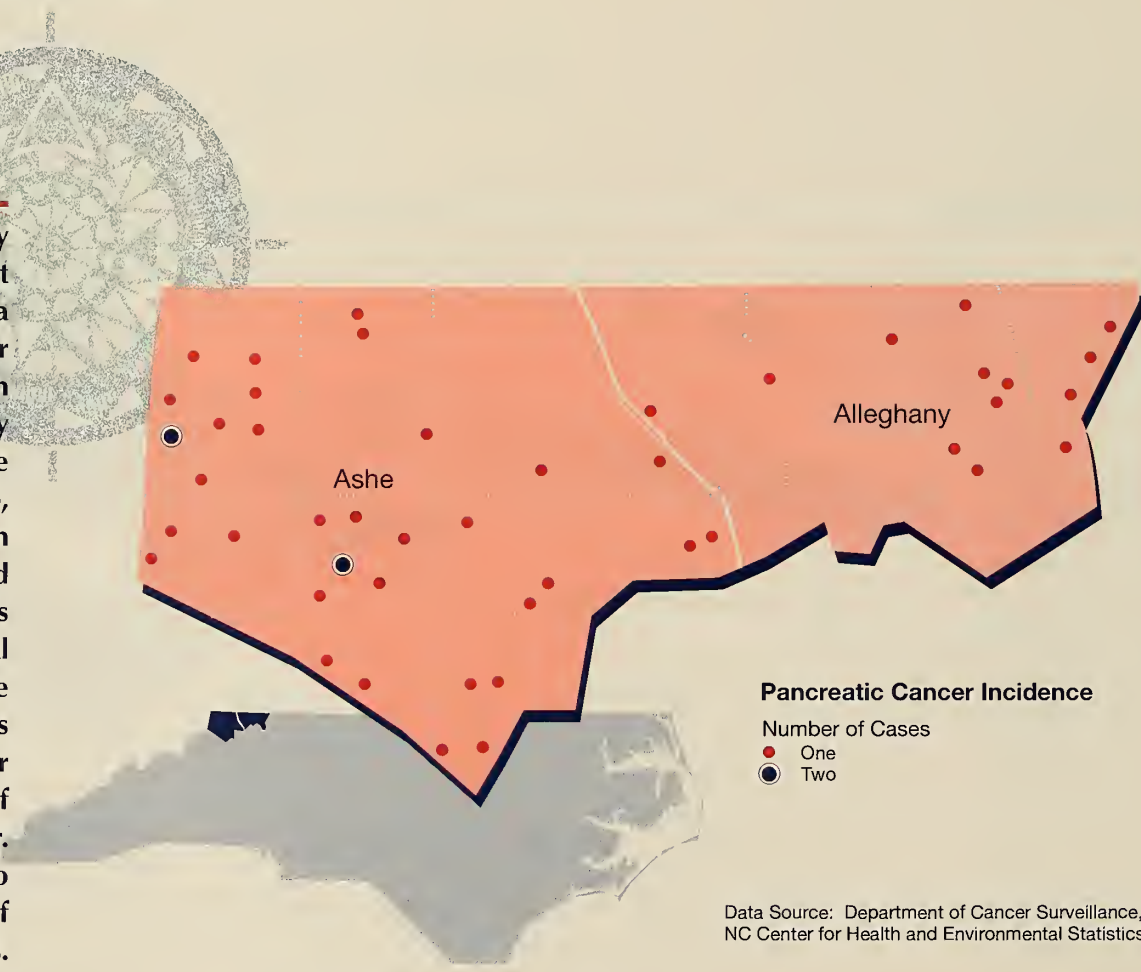 Ashe
Alleghany
Pancreatic Cancer Incidence
Number of Cases
One
Two
Data Source: Department of Cancer Surveillance,
NC Center for Health and Environmental Statistics